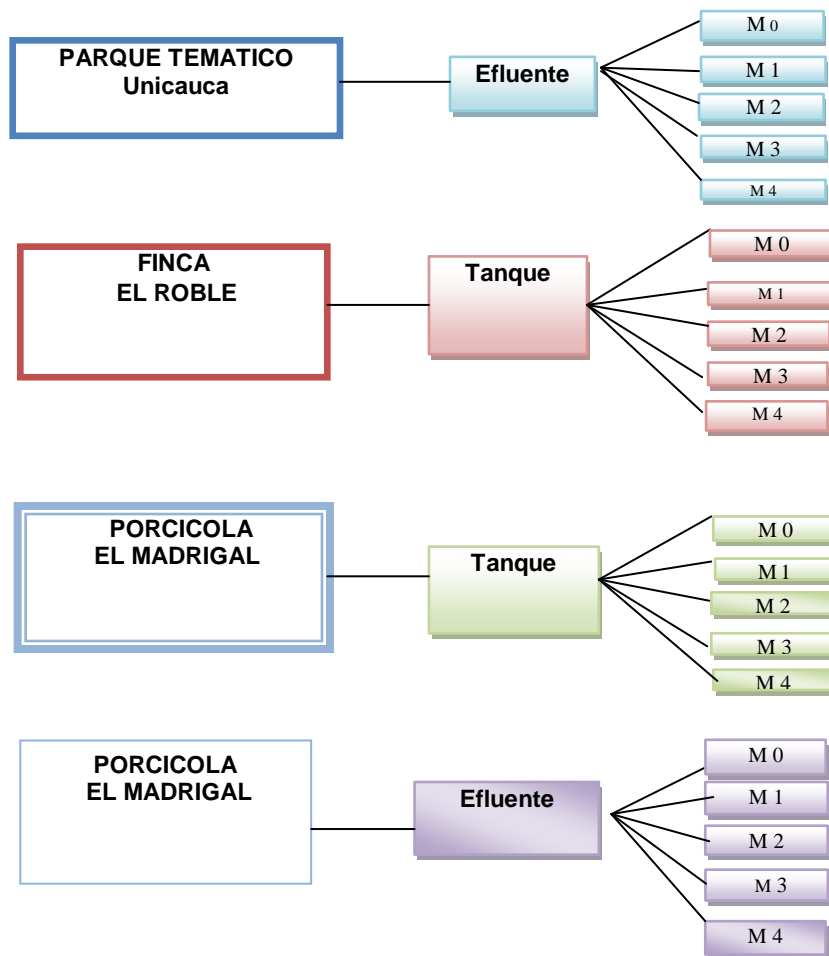 PARQUE TEMATICO
Unicauca
Efluente
M 0
M 1
M 2
M 3
M 4
FINCA
EL ROBLE
Tanque
M 0
M 1
M 2
M 3
M 4
PORCICOLA
EL MADRIGAL
Tanque
M 0
M 1
M 2
M 3
M 4
PORCICOLA
EL MADRIGAL
Efluente
M 0
M 1
M 2
M 3
M 4